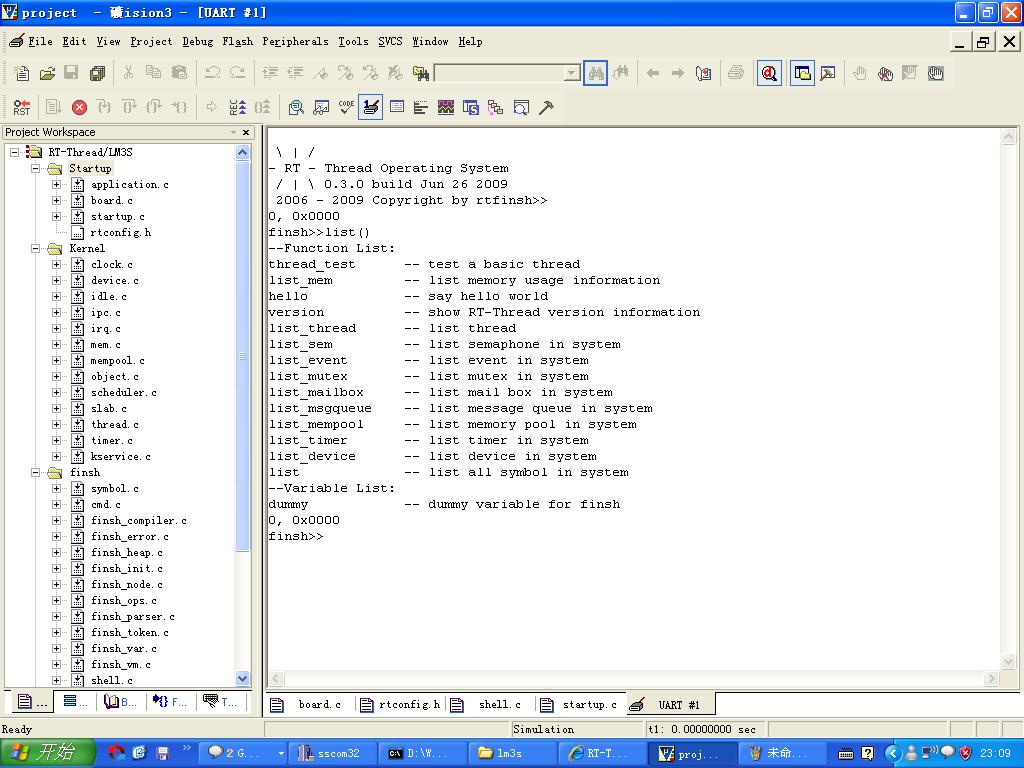 project - 礦ision3 - [UART #1]
File Edit View Project Debug Flash Peripherals Tools SVCS Window Help
RST
CODE
Project Workspace
RT-Thread/LM3S
Startup
application.c
board.c
startup.c
rtconfig.h
Kernel
clock.c
device.c
idle.c
ipc.c
irq.c
mem.c
mempool.c
object.c
scheduler.c
slab.c
thread.c
timer.c
kservice.c
finsh
symbol.c
cmd.c
finsh_compiler.c
finsh_error.c
finsh_heap.c
finsh_init.c
finsh_node.c
finsh_ops.c
finsh_parser.c
finsh_token.c
finsh_var.c
finsh_vm.c
shell.c
... ... B... F... T...
\ | /
- RT - Thread Operating System
/ | \ 0.3.0 build Jun 26 2009
2006 - 2009 Copyright by rtfinsh>>
0, 0x0000
finsh>>list()
--Function List:
thread_test -- test a basic thread
list_mem -- list memory usage information
hello -- say hello world
version -- show RT-Thread version information
list_thread -- list thread
list_sem -- list semaphone in system
list_event -- list event in system
list_mutex -- list mutex in system
list_mailbox -- list mail box in system
list_msgqueue -- list message queue in system
list_mempool -- list memory pool in system
list_timer -- list timer in system
list_device -- list device in system
list -- list all symbol in system
--Variable List:
dummy -- dummy variable for finsh
0, 0x0000
finsh>>
board.c rtconfig.h shell.c startup.c UART #1
Ready Simulation t1: 0.00000000 sec
开始 2 G... sscom32 D:\W... lm3s RT-T... proj... 未命... 23:09